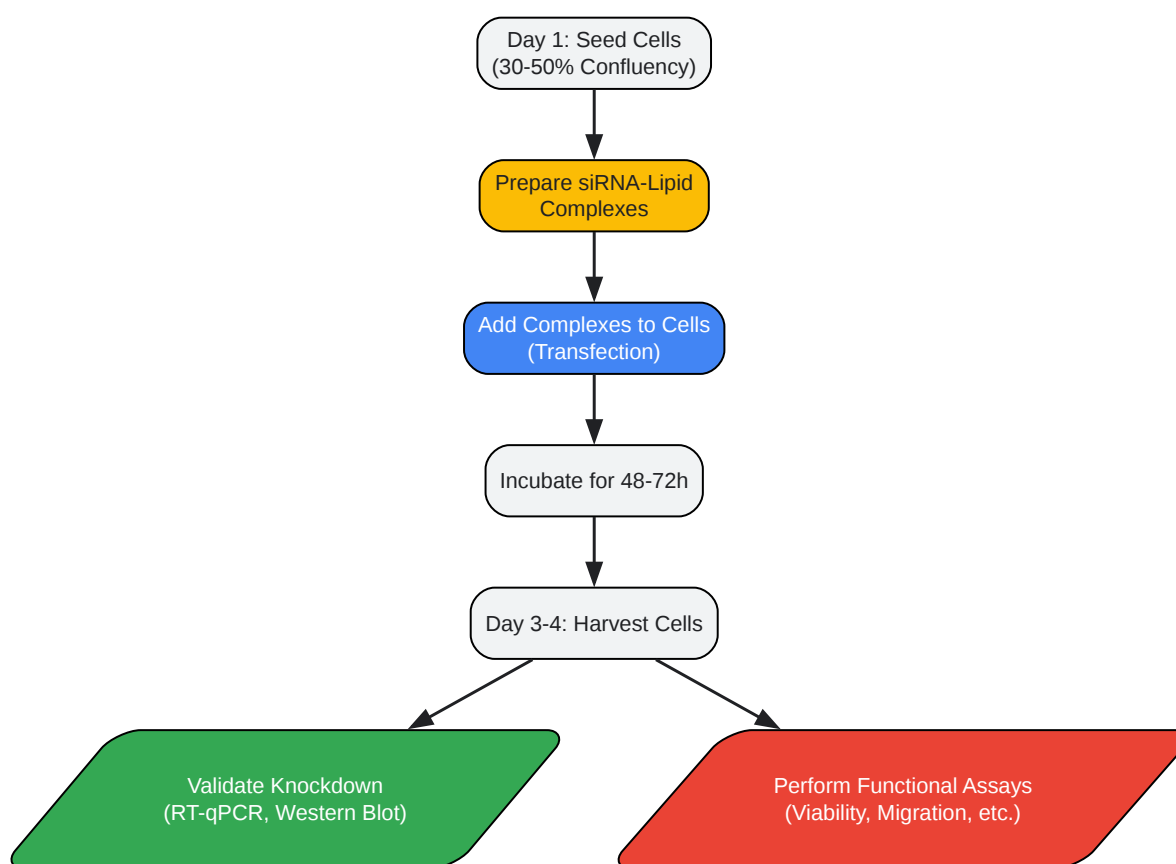 Day 1: Seed Cells
(30-50% Confluency)
Prepare siRNA-Lipid
Complexes
Add Complexes to Cells
(Transfection)
Incubate for 48-72h
Day 3-4: Harvest Cells
Validate Knockdown
(RT-qPCR, Western Blot)
Perform Functional Assays
(Viability, Migration, etc.)